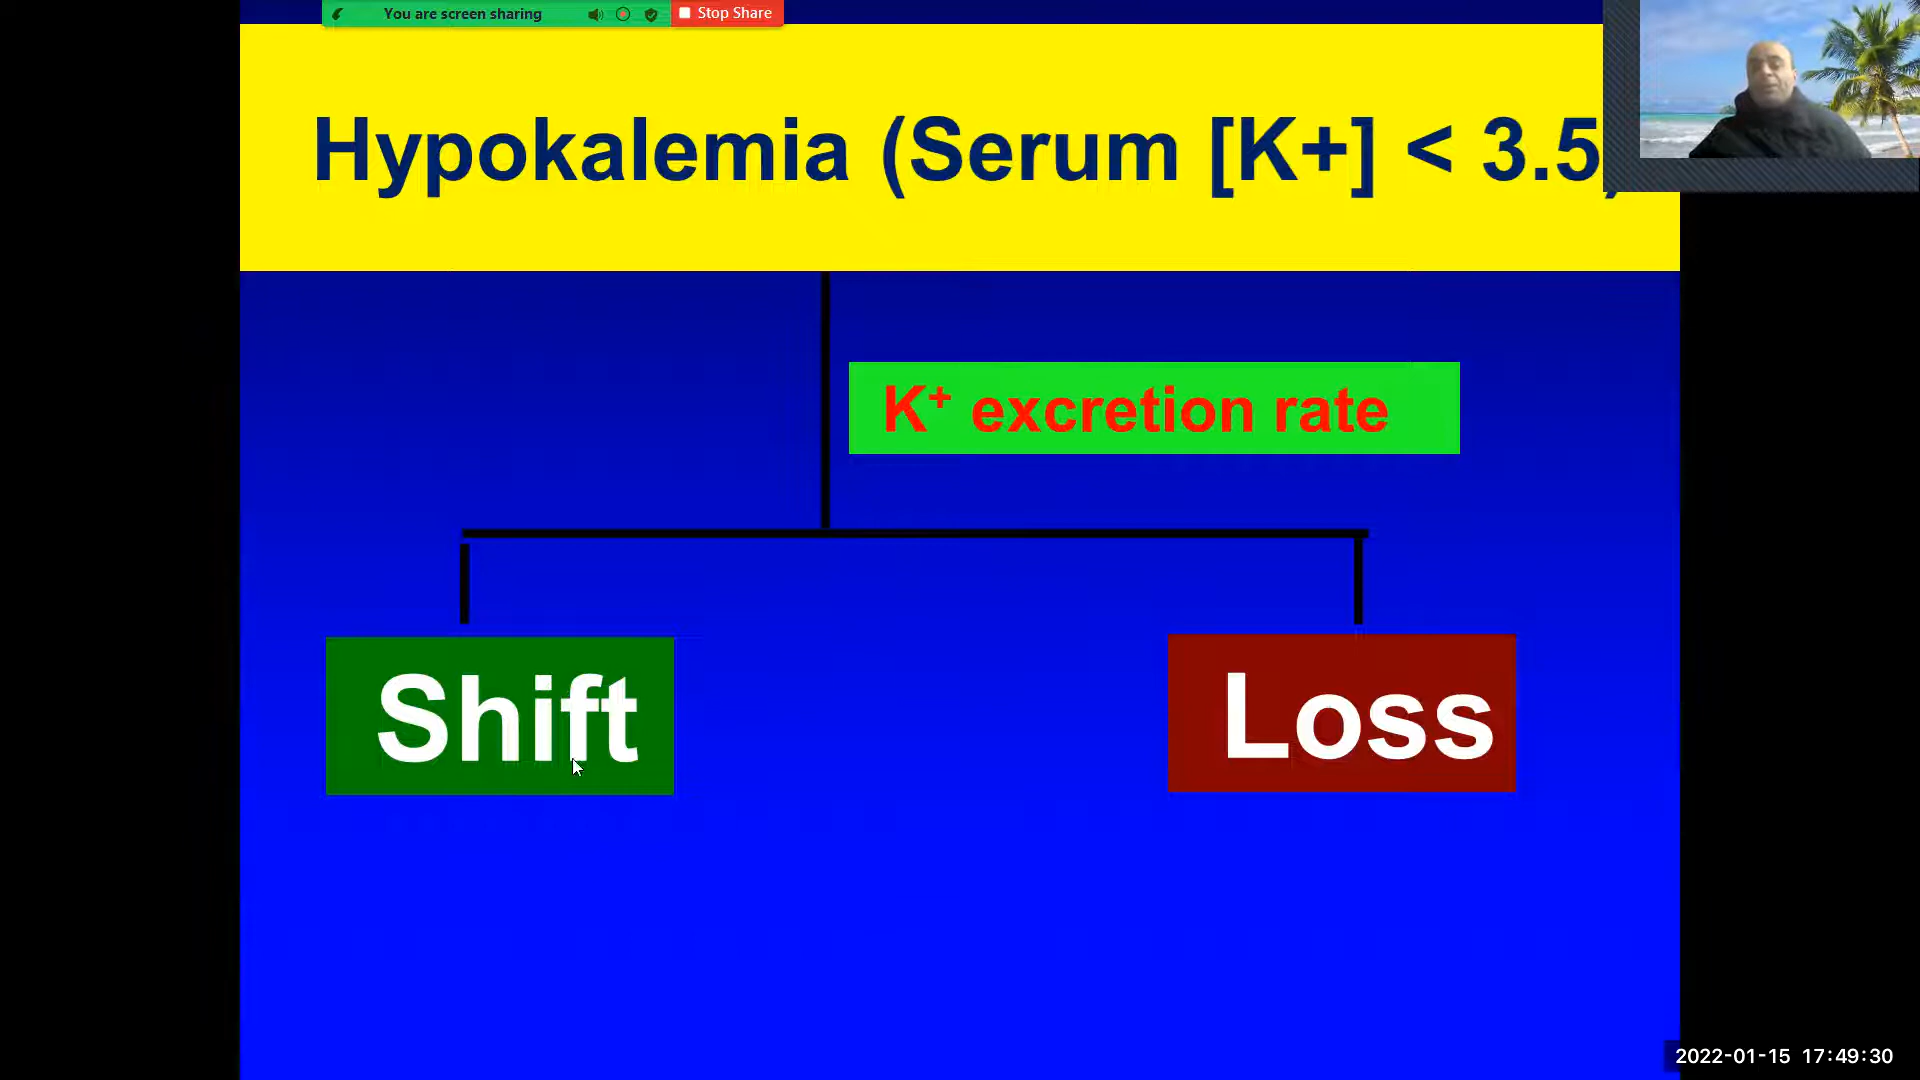 You are screen sharing
Stop Share
Hypokalemia (Serum [K+] < 3.5)
K⁺ excretion rate
Shift
Loss
2022-01-15 17:49:30